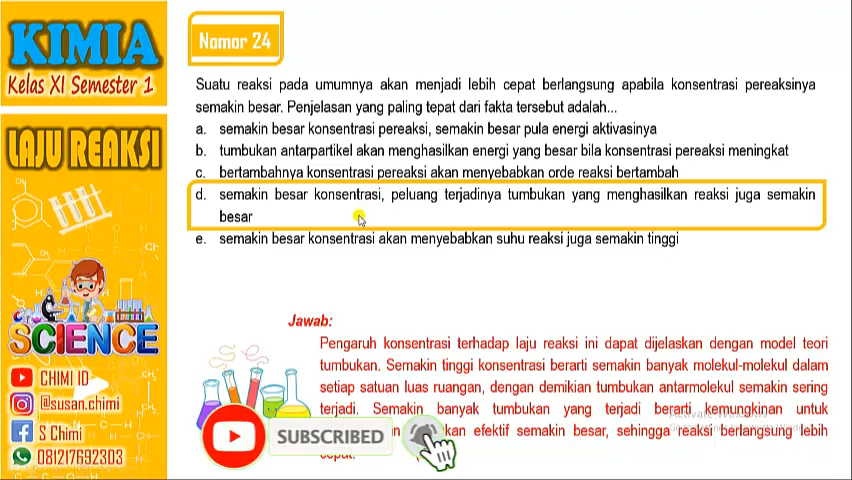 KIMIA
Kelas XI Semester 1
LAJU REAKSI
SCIENCE
CHIMI ID
@susan.chimi
S Chimi
081217692303
Nomor 24
Suatu reaksi pada umumnya akan menjadi lebih cepat berlangsung apabila konsentrasi pereaksinya
semakin besar. Penjelasan yang paling tepat dari fakta tersebut adalah...
a. semakin besar konsentrasi pereaksi, semakin besar pula energi aktivasinya
b. tumbukan antarpartikel akan menghasilkan energi yang besar bila konsentrasi pereaksi meningkat
c. bertambahnya konsentrasi pereaksi akan menyebabkan orde reaksi bertambah
d. semakin besar konsentrasi, peluang terjadinya tumbukan yang menghasilkan reaksi juga semakin
besar
e. semakin besar konsentrasi akan menyebabkan suhu reaksi juga semakin tinggi
Jawab:
Pengaruh konsentrasi terhadap laju reaksi ini dapat dijelaskan dengan model teori
tumbukan. Semakin tinggi konsentrasi berarti semakin banyak molekul-molekul dalam
setiap satuan luas ruangan, dengan demikian tumbukan antarmolekul semakin sering
terjadi. Semakin banyak tumbukan yang terjadi berarti kemungkinan untuk
efektif semakin besar, sehingga reaksi berlangsung lebih
cepat.
SUBSCRIBED